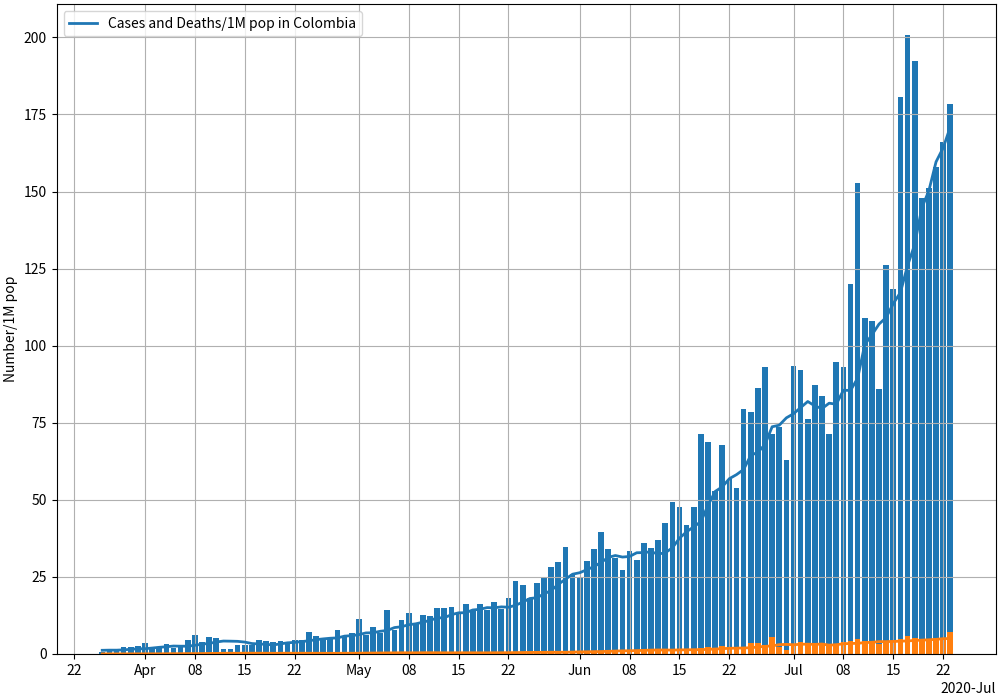 Cases and Deaths/1M pop in Colombia
Number/1M pop
200
175
150
125
100
75
50
25
0
22 Apr 08 15 22 May 08 15 22 Jun 08 15 22 Jul 08 15 22
2020-Jul